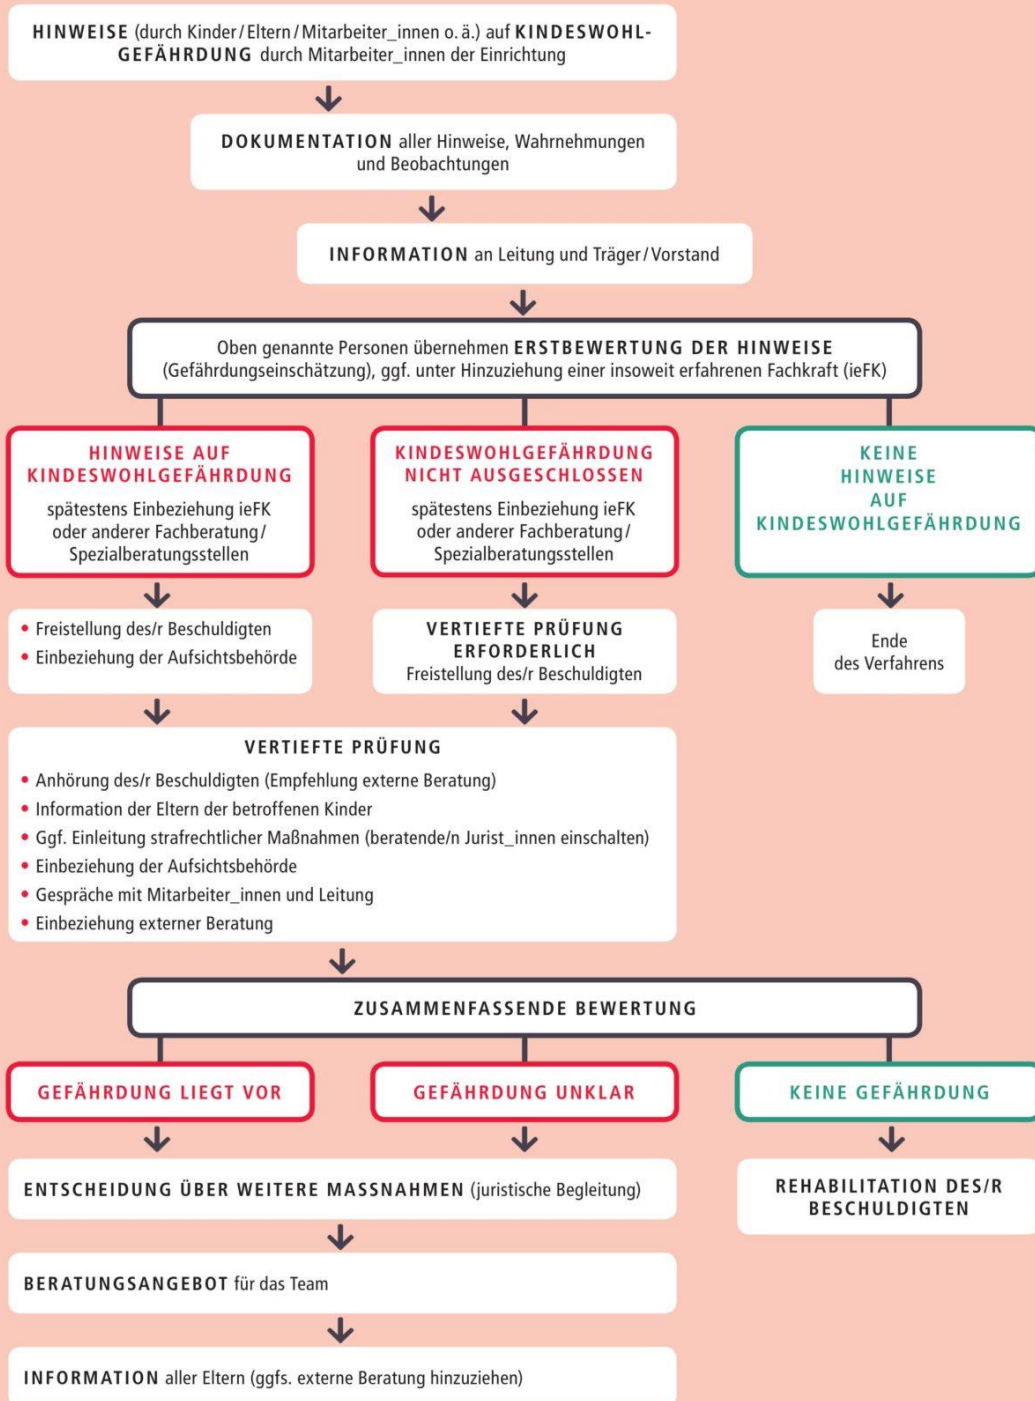 HINWEISE (durch Kinder/Eltern/Mitarbeiter_innen o. ä.) auf KINDESWOHL-
GEFÄHRDUNG durch Mitarbeiter_innen der Einrichtung
DOKUMENTATION aller Hinweise, Wahrnehmungen
und Beobachtungen
INFORMATION an Leitung und Träger/Vorstand
Oben genannte Personen übernehmen ERSTBEWERTUNG DER HINWEISE
(Gefährdungseinschätzung), ggf. unter Hinzuziehung einer insoweit erfahrenen Fachkraft (ieFK)
HINWEISE AUF
KINDESWOHLGEFÄHRDUNG
spätestens Einbeziehung ieFK
oder anderer Fachberatung/
Spezialberatungsstellen
KINDESWOHLGEFÄHRDUNG
NICHT AUSGESCHLOSSEN
spätestens Einbeziehung ieFK
oder anderer Fachberatung/
Spezialberatungsstellen
KEINE
HINWEISE
AUF
KINDESWOHLGEFÄHRDUNG
• Freistellung des/r Beschuldigten
• Einbeziehung der Aufsichtsbehörde
VERTIEFTE PRÜFUNG
ERFORDERLICH
Freistellung des/r Beschuldigten
Ende
des Verfahrens
VERTIEFTE PRÜFUNG
• Anhörung des/r Beschuldigten (Empfehlung externe Beratung)
• Information der Eltern der betroffenen Kinder
• Ggf. Einleitung strafrechtlicher Maßnahmen (beratende/n Jurist_innen einschalten)
• Einbeziehung der Aufsichtsbehörde
• Gespräche mit Mitarbeiter_innen und Leitung
• Einbeziehung externer Beratung
ZUSAMMENFASSENDE BEWERTUNG
GEFÄHRDUNG LIEGT VOR
GEFÄHRDUNG UNKLAR
KEINE GEFÄHRDUNG
ENTSCHEIDUNG ÜBER WEITERE MASSNAHMEN (juristische Begleitung)
REHABILITATION DES/R
BESCHULDIGTEN
BERATUNGSANGEBOT für das Team
INFORMATION aller Eltern (ggfs. externe Beratung hinzuziehen)